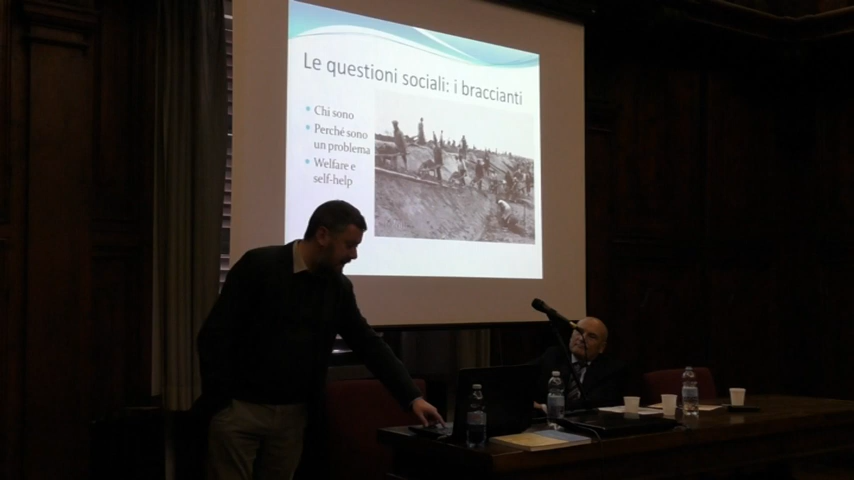 Le questioni sociali: i braccianti
Chi sono
Perché sono
un problema
Welfare e
self-help